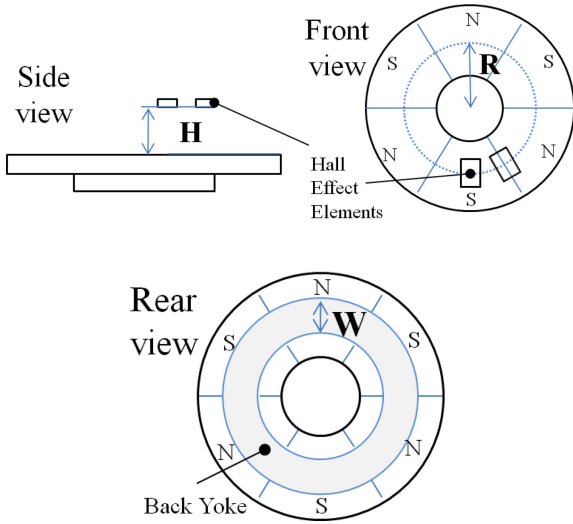 Side
view
H
Front
view
N
S
S
R
N
N
S
Hall
Effect
Elements
Rear
view
N
W
S
S
N
N
S
Back Yoke